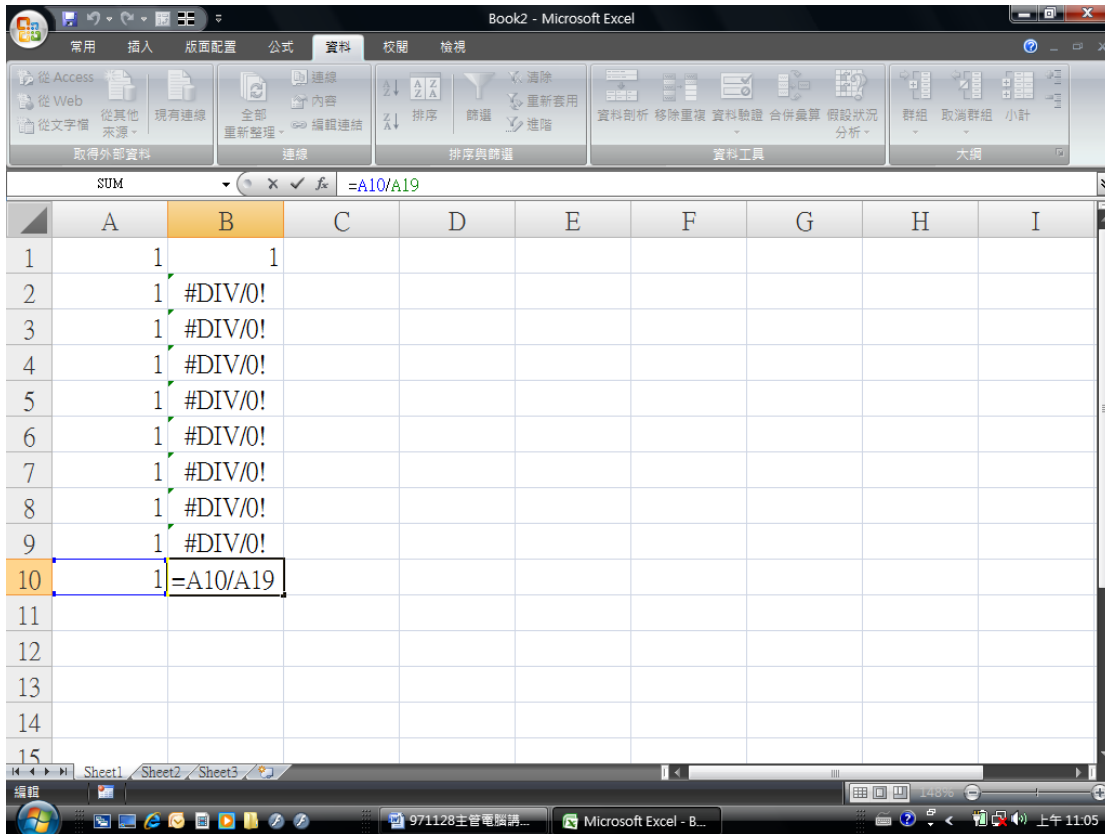 Book2 - Microsoft Excel
常用 插入 版面配置 公式 資料 校閱 檢視
從 Access
從 Web
從文字檔
從其他
來源
現有連線
取得外部資料
全部
重新整理
連線
內容
編輯連結
連線
排序
篩選
清除
重新套用
進階
排序與篩選
資料剖析 移除重複 資料驗證 合併彙算 假設狀況
分析
資料工具
群組 取消群組 小計
大綱
SUM =A10/A19
A B C D E F G H I
1 1 1
2 1 #DIV/0!
3 1 #DIV/0!
4 1 #DIV/0!
5 1 #DIV/0!
6 1 #DIV/0!
7 1 #DIV/0!
8 1 #DIV/0!
9 1 #DIV/0!
10 1 =A10/A19
11
12
13
14
15
Sheet1 Sheet2 Sheet3
編輯 148%
971128主管電腦講... Microsoft Excel - B... 上午 11:05